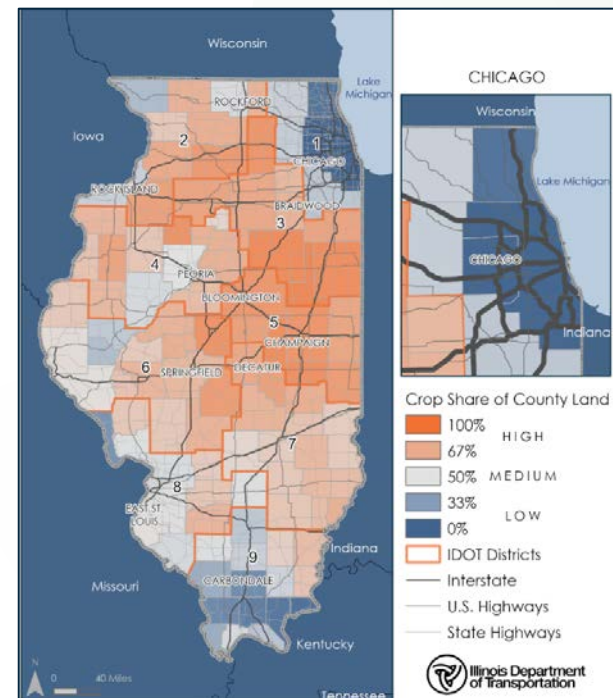 Wisconsin
Lake
Michigan
ROCKFORD
Iowa
2
1
CHICAGO
ROCK ISLAND
BRAIDWOOD
3
4
PEORIA
BLOOMINGTON
5
CHAMPAIGN
6
SPRINGFIELD
DECATUR
7
8
EAST ST.
LOUIS
Indiana
9
Missouri
CARBONDALE
Kentucky
N
0 40 Miles
Tennessee
CHICAGO
Wisconsin
Lake Michigan
CHICAGO
Indiana
Crop Share of County Land
100%
HIGH
67%
50% MEDIUM
33%
LOW
0%
IDOT Districts
Interstate
U.S. Highways
State Highways
Illinois Department
of Transportation